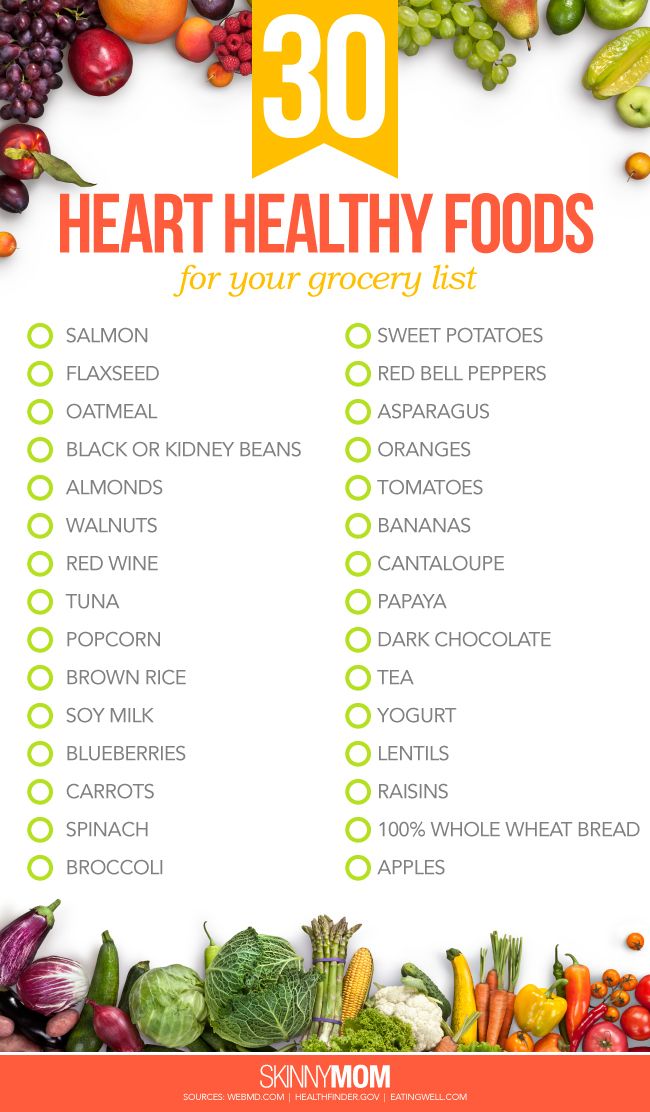 30
HEART HEALTHY FOODS
for your grocery list
SALMON
FLAXSEED
OATMEAL
BLACK OR KIDNEY BEANS
ALMONDS
WALNUTS
RED WINE
TUNA
POPCORN
BROWN RICE
SOY MILK
BLUEBERRIES
CARROTS
SPINACH
BROCCOLI
SWEET POTATOES
RED BELL PEPPERS
ASPARAGUS
ORANGES
TOMATOES
BANANAS
CANTALOUPE
PAPAYA
DARK CHOCOLATE
TEA
YOGURT
LENTILS
RAISINS
100% WHOLE WHEAT BREAD
APPLES
SKINNYMOM
SOURCES: WEBMD.COM | HEALTHFINDER.GOV | EATINGWELL.COM